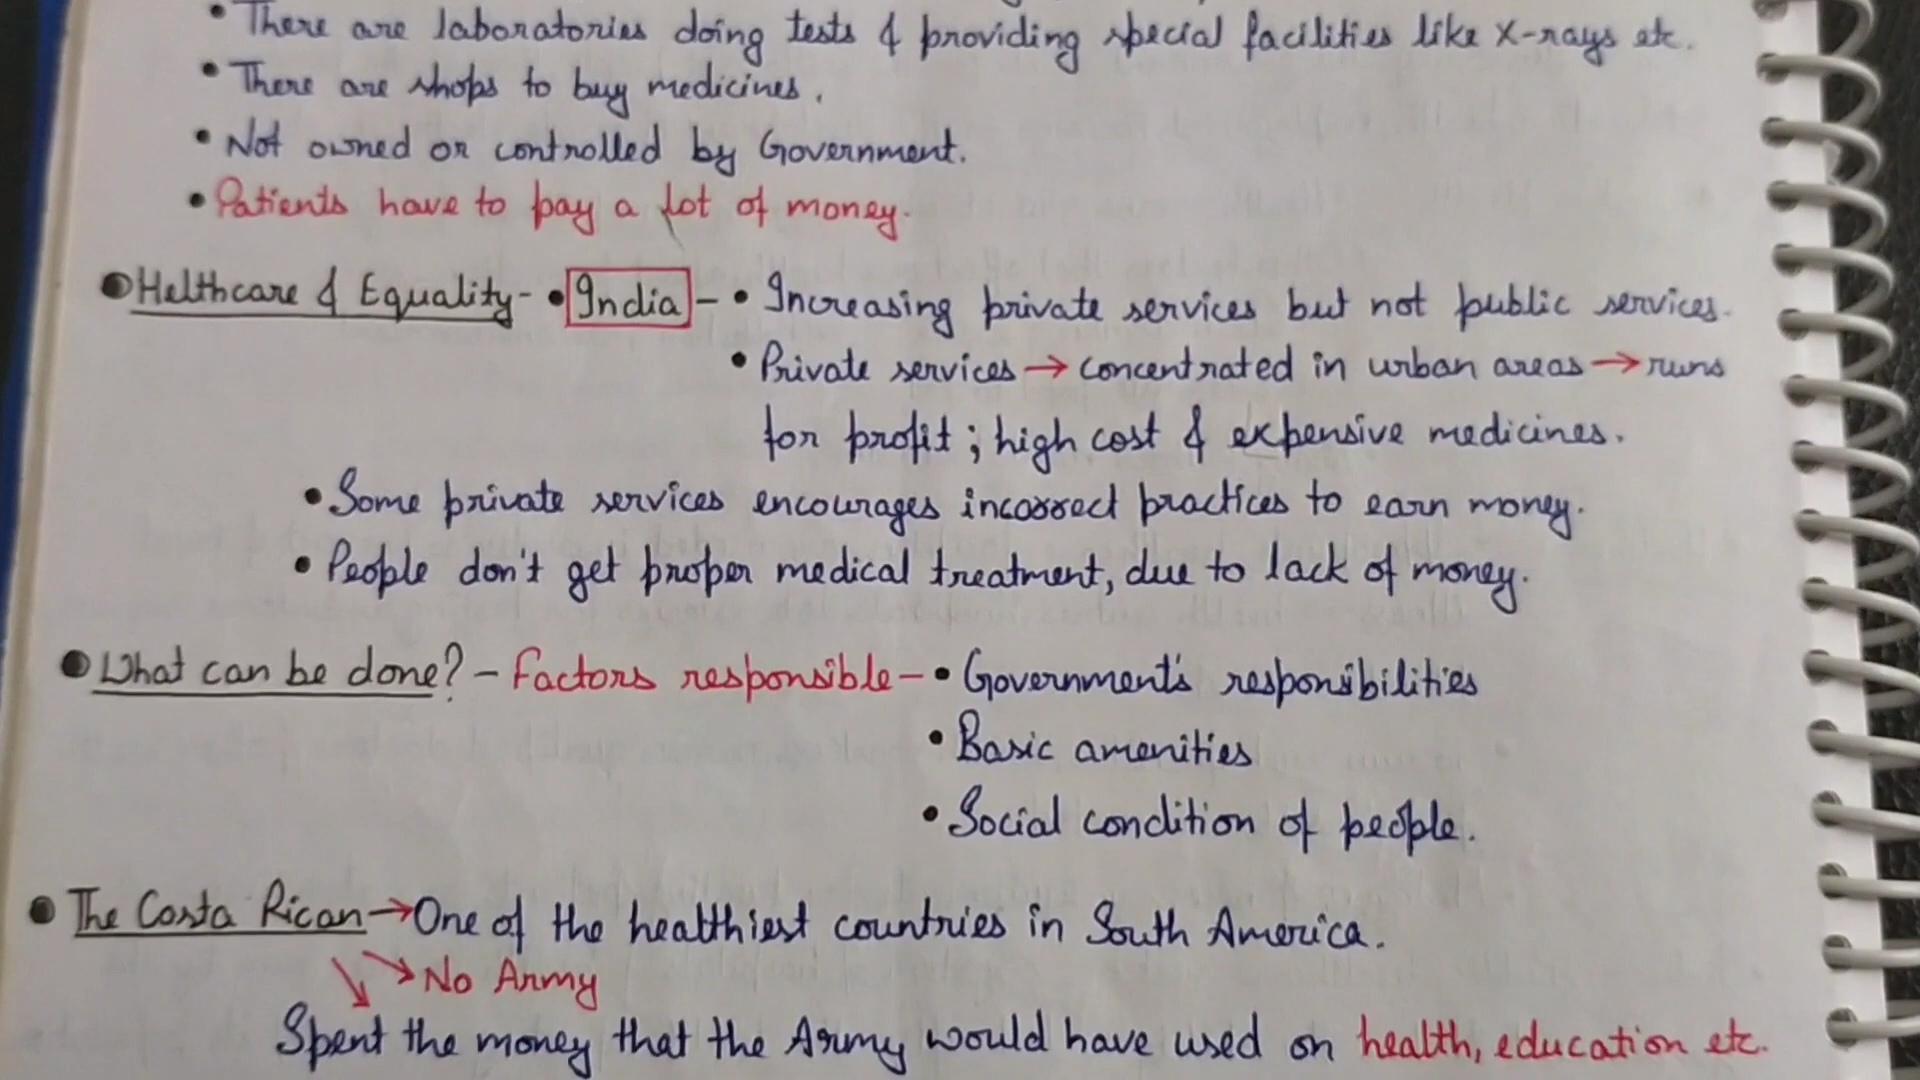 • There are laboratories doing tests & providing special facilities like X-rays etc.
• There are shops to buy medicines.
• Not owned or controlled by Government.
• Patients have to pay a lot of money.
• Helthcare & Equality - • India - • Increasing private services but not public services.
• Private services → concentrated in urban areas → runs
for profit ; high cost & expensive medicines.
• Some private services encourages incorrect practices to earn money.
• People don't get proper medical treatment, due to lack of money.
• What can be done? - Factors responsible - • Government's responsibilities
• Basic amenities
• Social condition of people.
• The Costa Rican → One of the healthiest countries in South America.
→ No Army
Spent the money that the Army would have used on health, education etc.